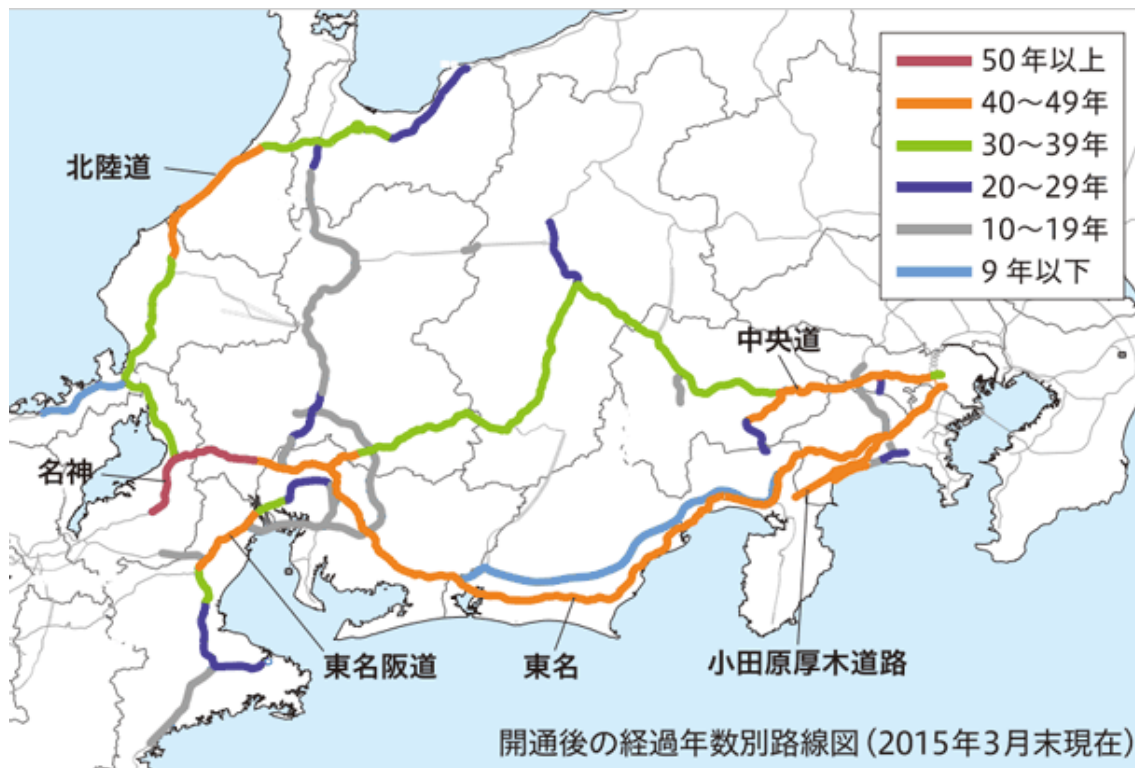 50年以上
40～49年
30～39年
20～29年
10～19年
9年以下
北陸道
中央道
名神
東名阪道
東名
小田原厚木道路
開通後の経過年数別路線図（2015年3月末現在）